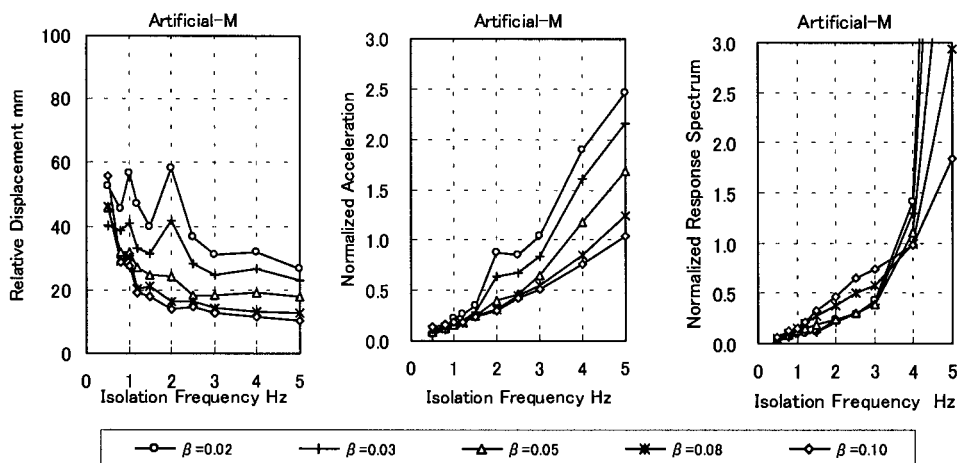 Artificial-M
Relative Displacement mm
100
80
60
40
20
0
0 1 2 3 4 5
Isolation Frequency Hz
Artificial-M
Normalized Acceleration
3.0
2.5
2.0
1.5
1.0
0.5
0.0
0 1 2 3 4 5
Isolation Frequency Hz
Artificial-M
Normalized Response Spectrum
3.0
2.5
2.0
1.5
1.0
0.5
0.0
0 1 2 3 4 5
Isolation Frequency Hz
β=0.02 β=0.03 β=0.05 β=0.08 β=0.10